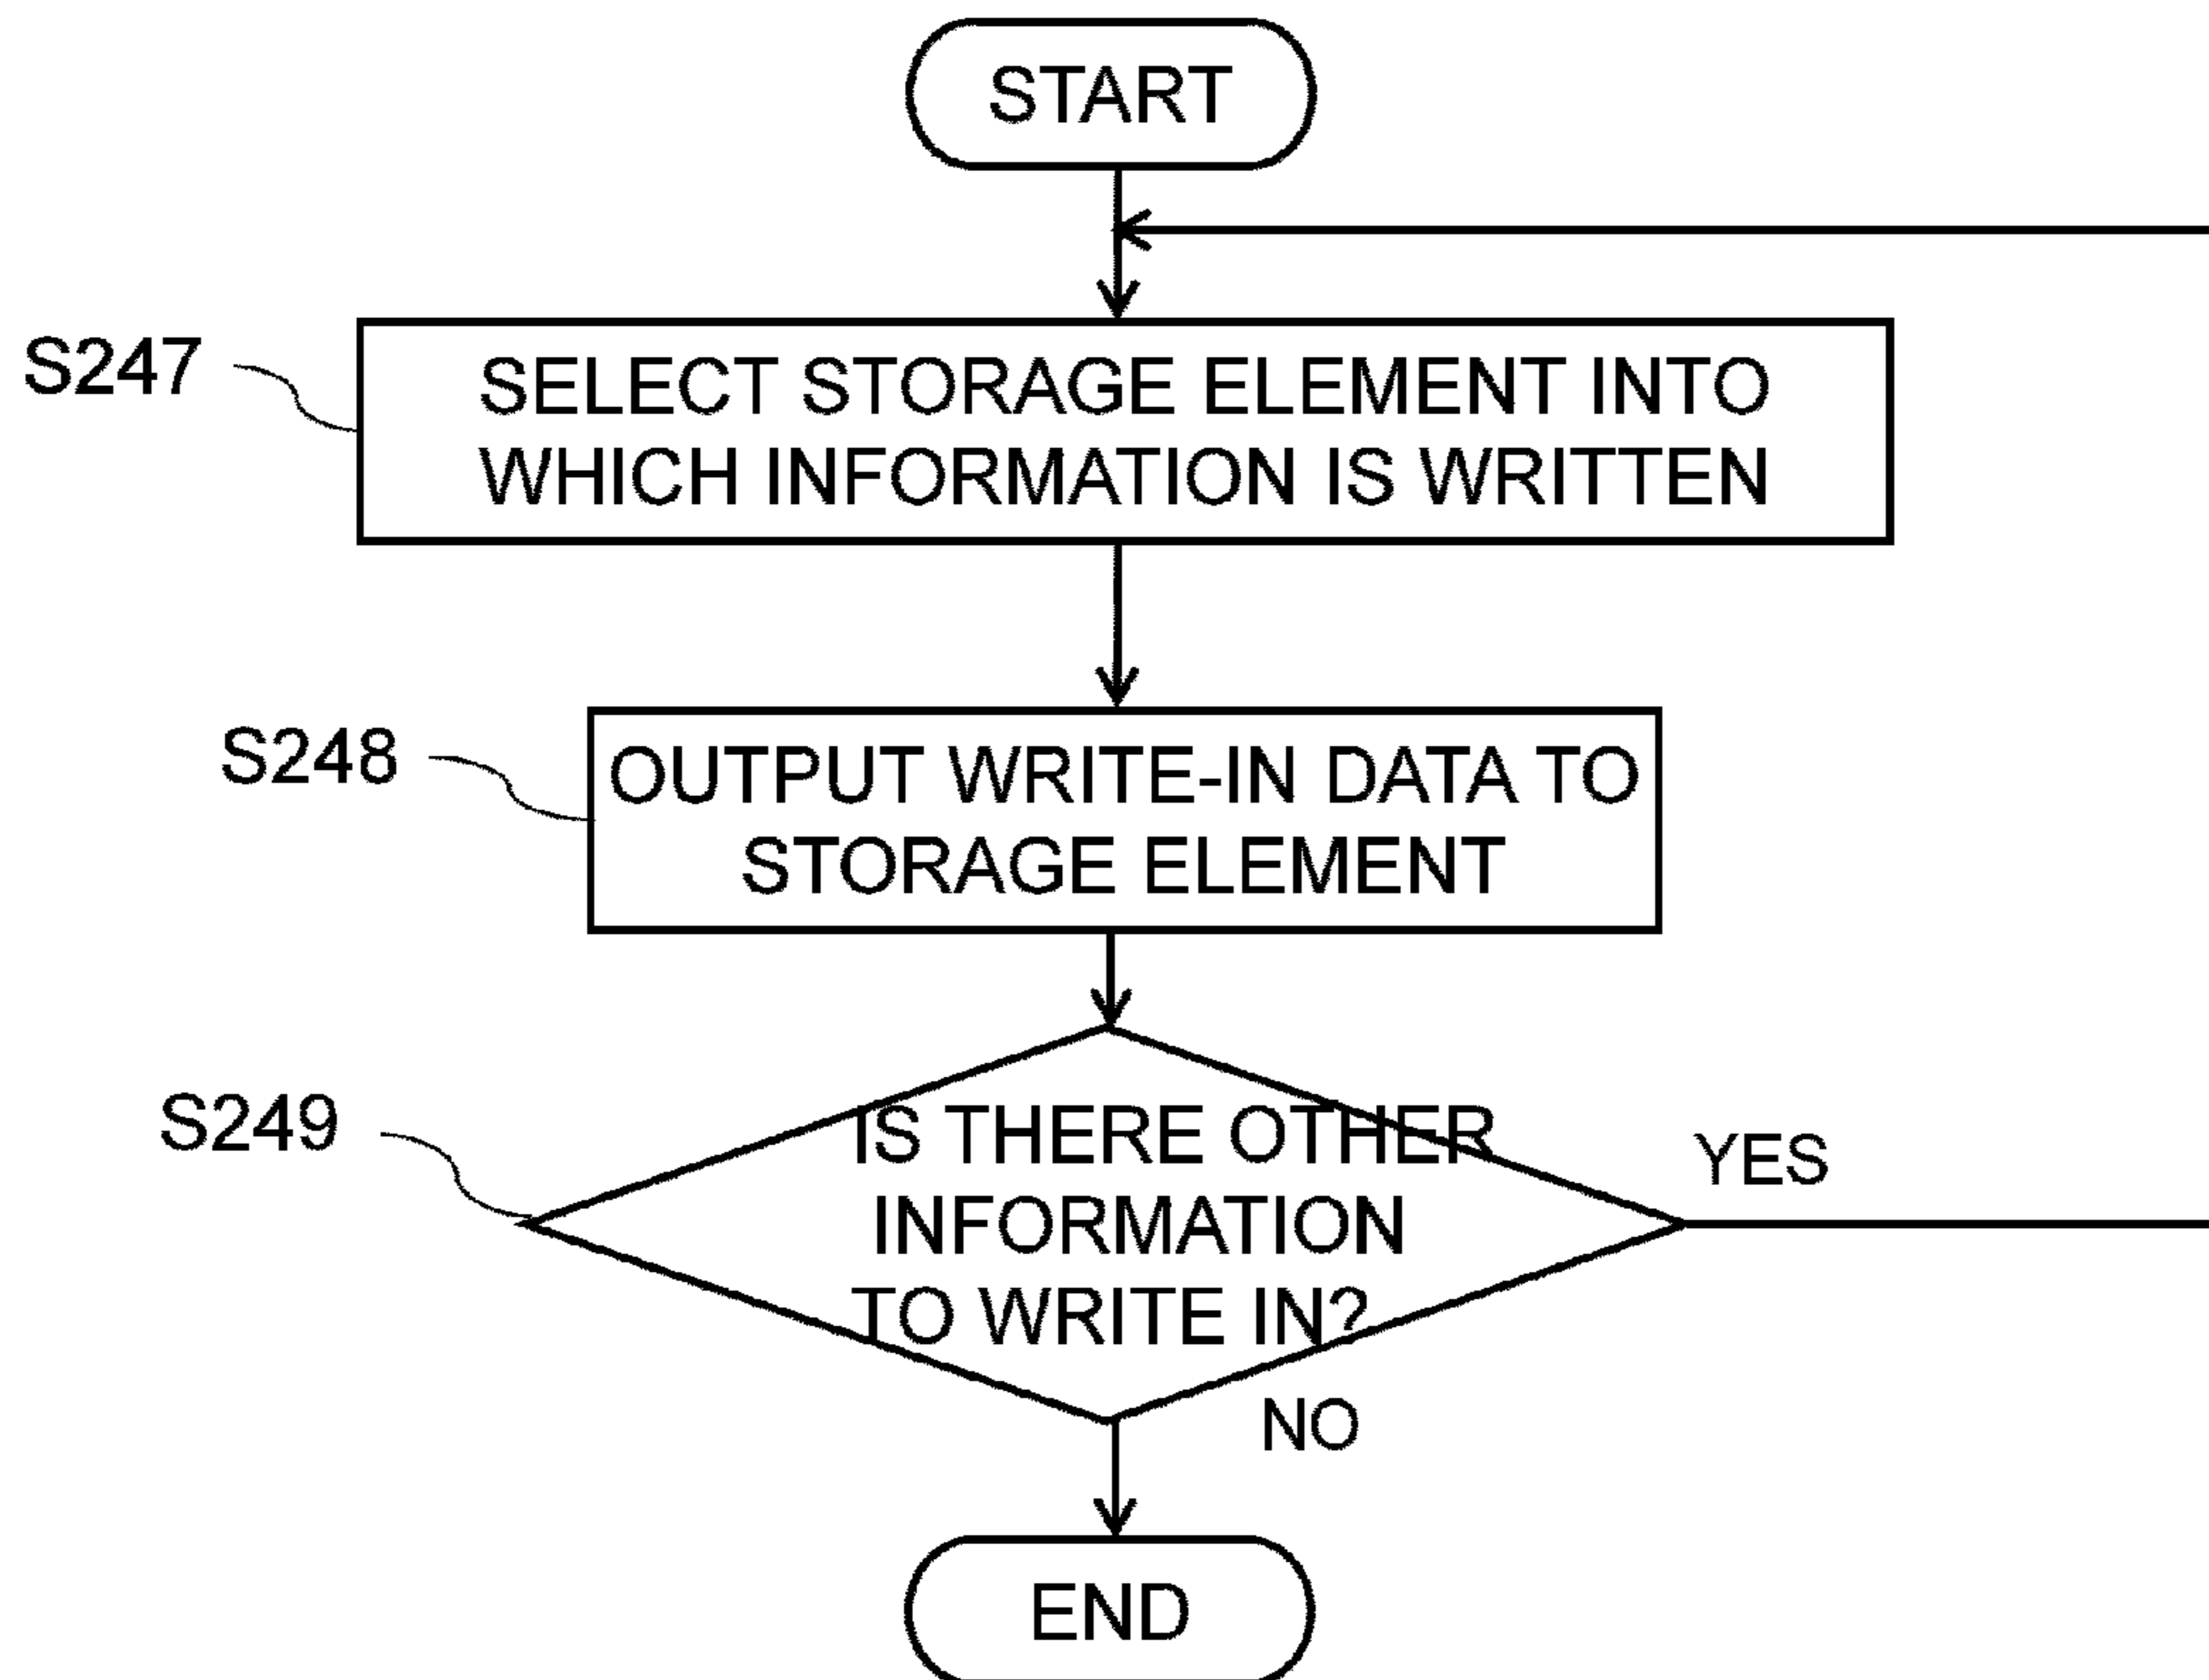 START
S247
SELECT STORAGE ELEMENT INTO
WHICH INFORMATION IS WRITTEN
S248
OUTPUT WRITE-IN DATA TO
STORAGE ELEMENT
S249
IS THERE OTHER
INFORMATION
TO WRITE IN?
YES
NO
END